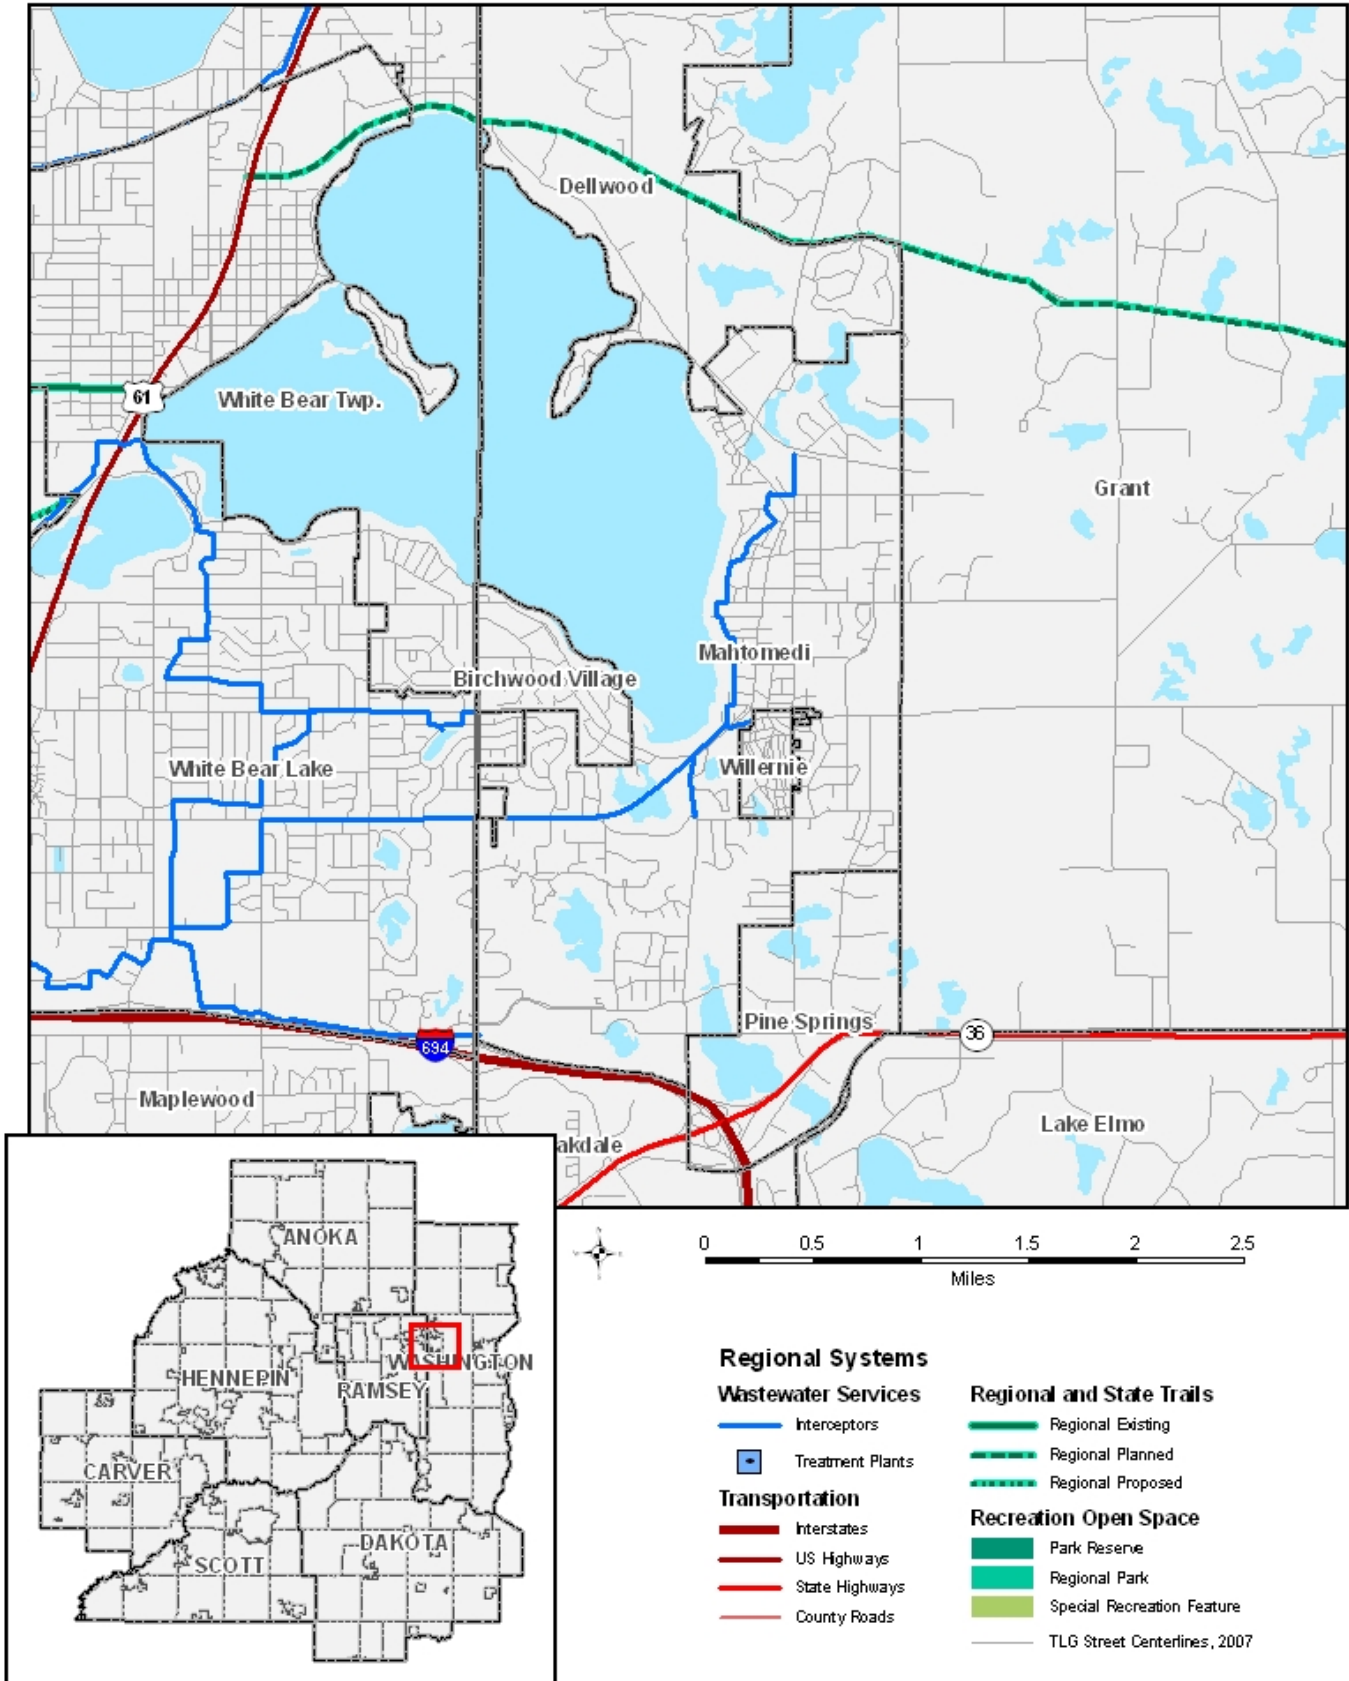 Dellwood
White Bear Twp.
61
Grant
Mahtomedi
Birchwood Village
White Bear Lake
Willernie
Pine Springs
36
694
Maplewood
Lake Elmo
akdale
ANOKA
WASHINGTON
HENNEPIN
RAMSEY
CARVER
DAKOTA
SCOTT
0 0.5 1 1.5 2 2.5
Miles
Regional Systems
Wastewater Services
Interceptors
Treatment Plants
Transportation
Interstates
US Highways
State Highways
County Roads
Regional and State Trails
Regional Existing
Regional Planned
Regional Proposed
Recreation Open Space
Park Reserve
Regional Park
Special Recreation Feature
TLG Street Centerlines, 2007